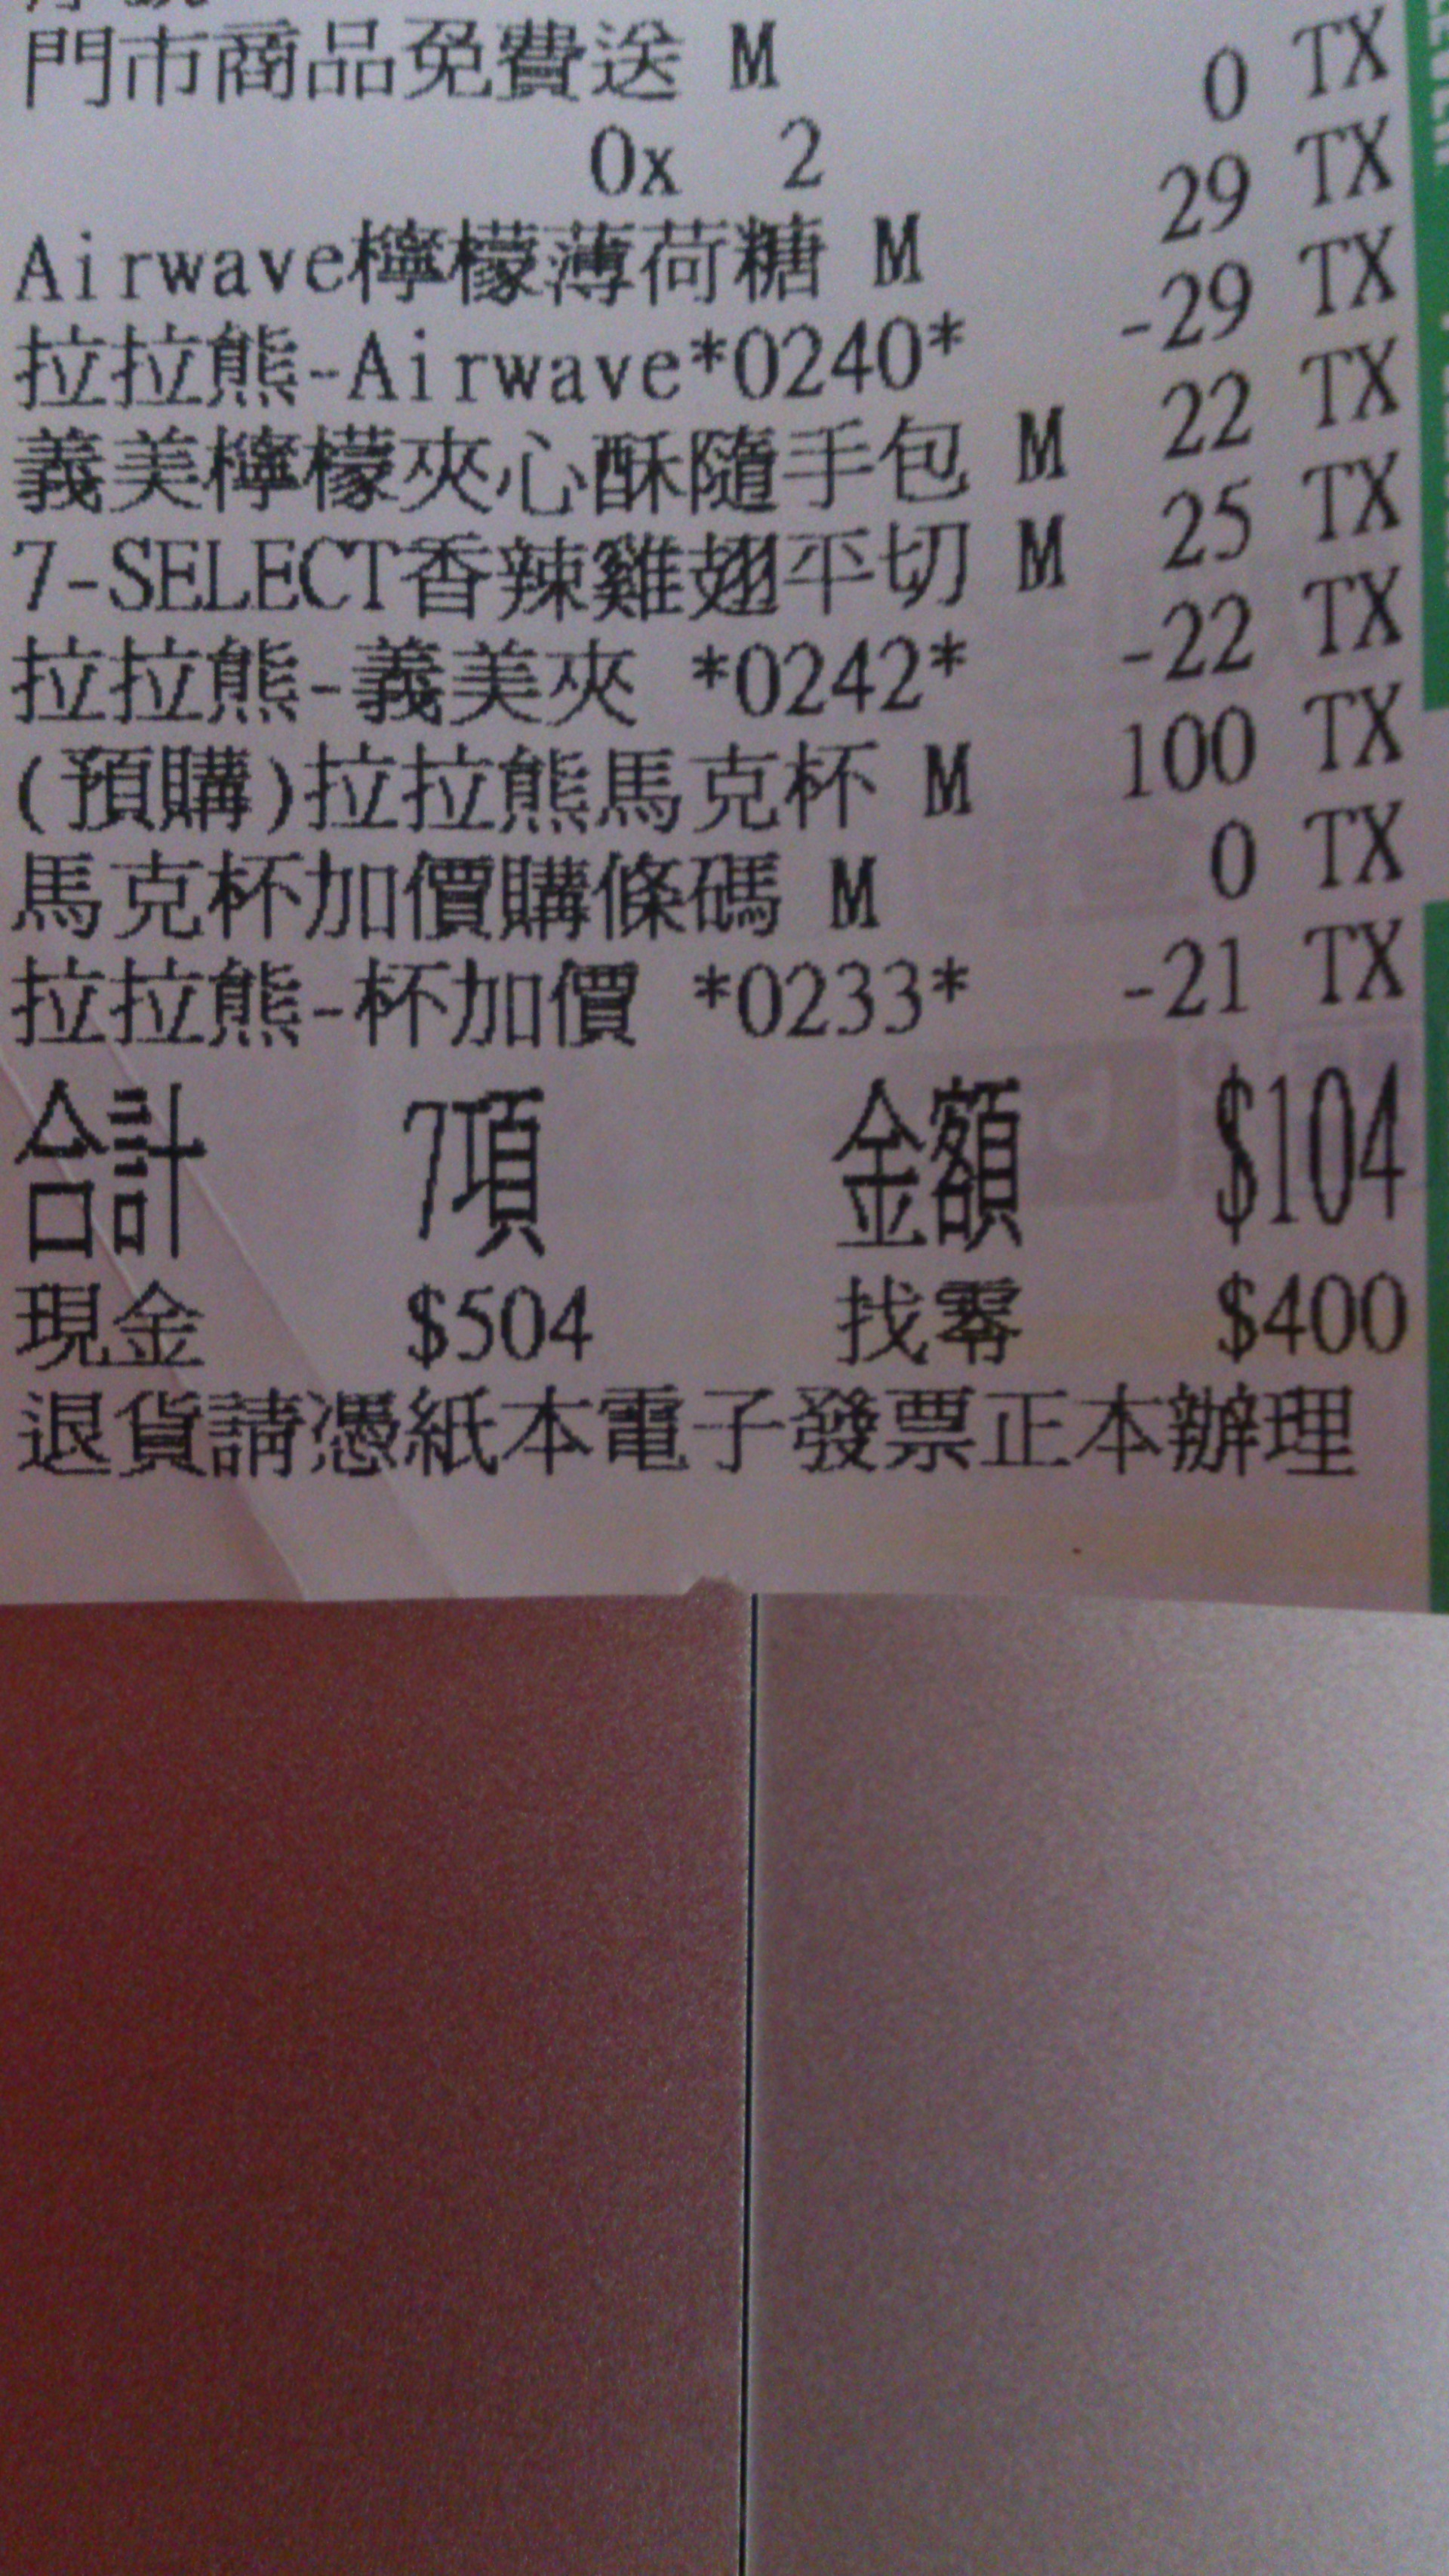 門市商品免費送 M
0x 2 0 TX
Airwave檸檬薄荷糖 M 29 TX
拉拉熊-Airwave*0240* -29 TX
義美檸檬夾心酥隨手包 M 22 TX
7-SELECT香辣雞翅平切 M 25 TX
拉拉熊-義美夾 *0242* -22 TX
(預購)拉拉熊馬克杯 M 100 TX
馬克杯加價購條碼 M 0 TX
拉拉熊-杯加價 *0233* -21 TX
合計 7項 金額 $104
現金 $504 找零 $400
退貨請憑紙本電子發票正本辦理